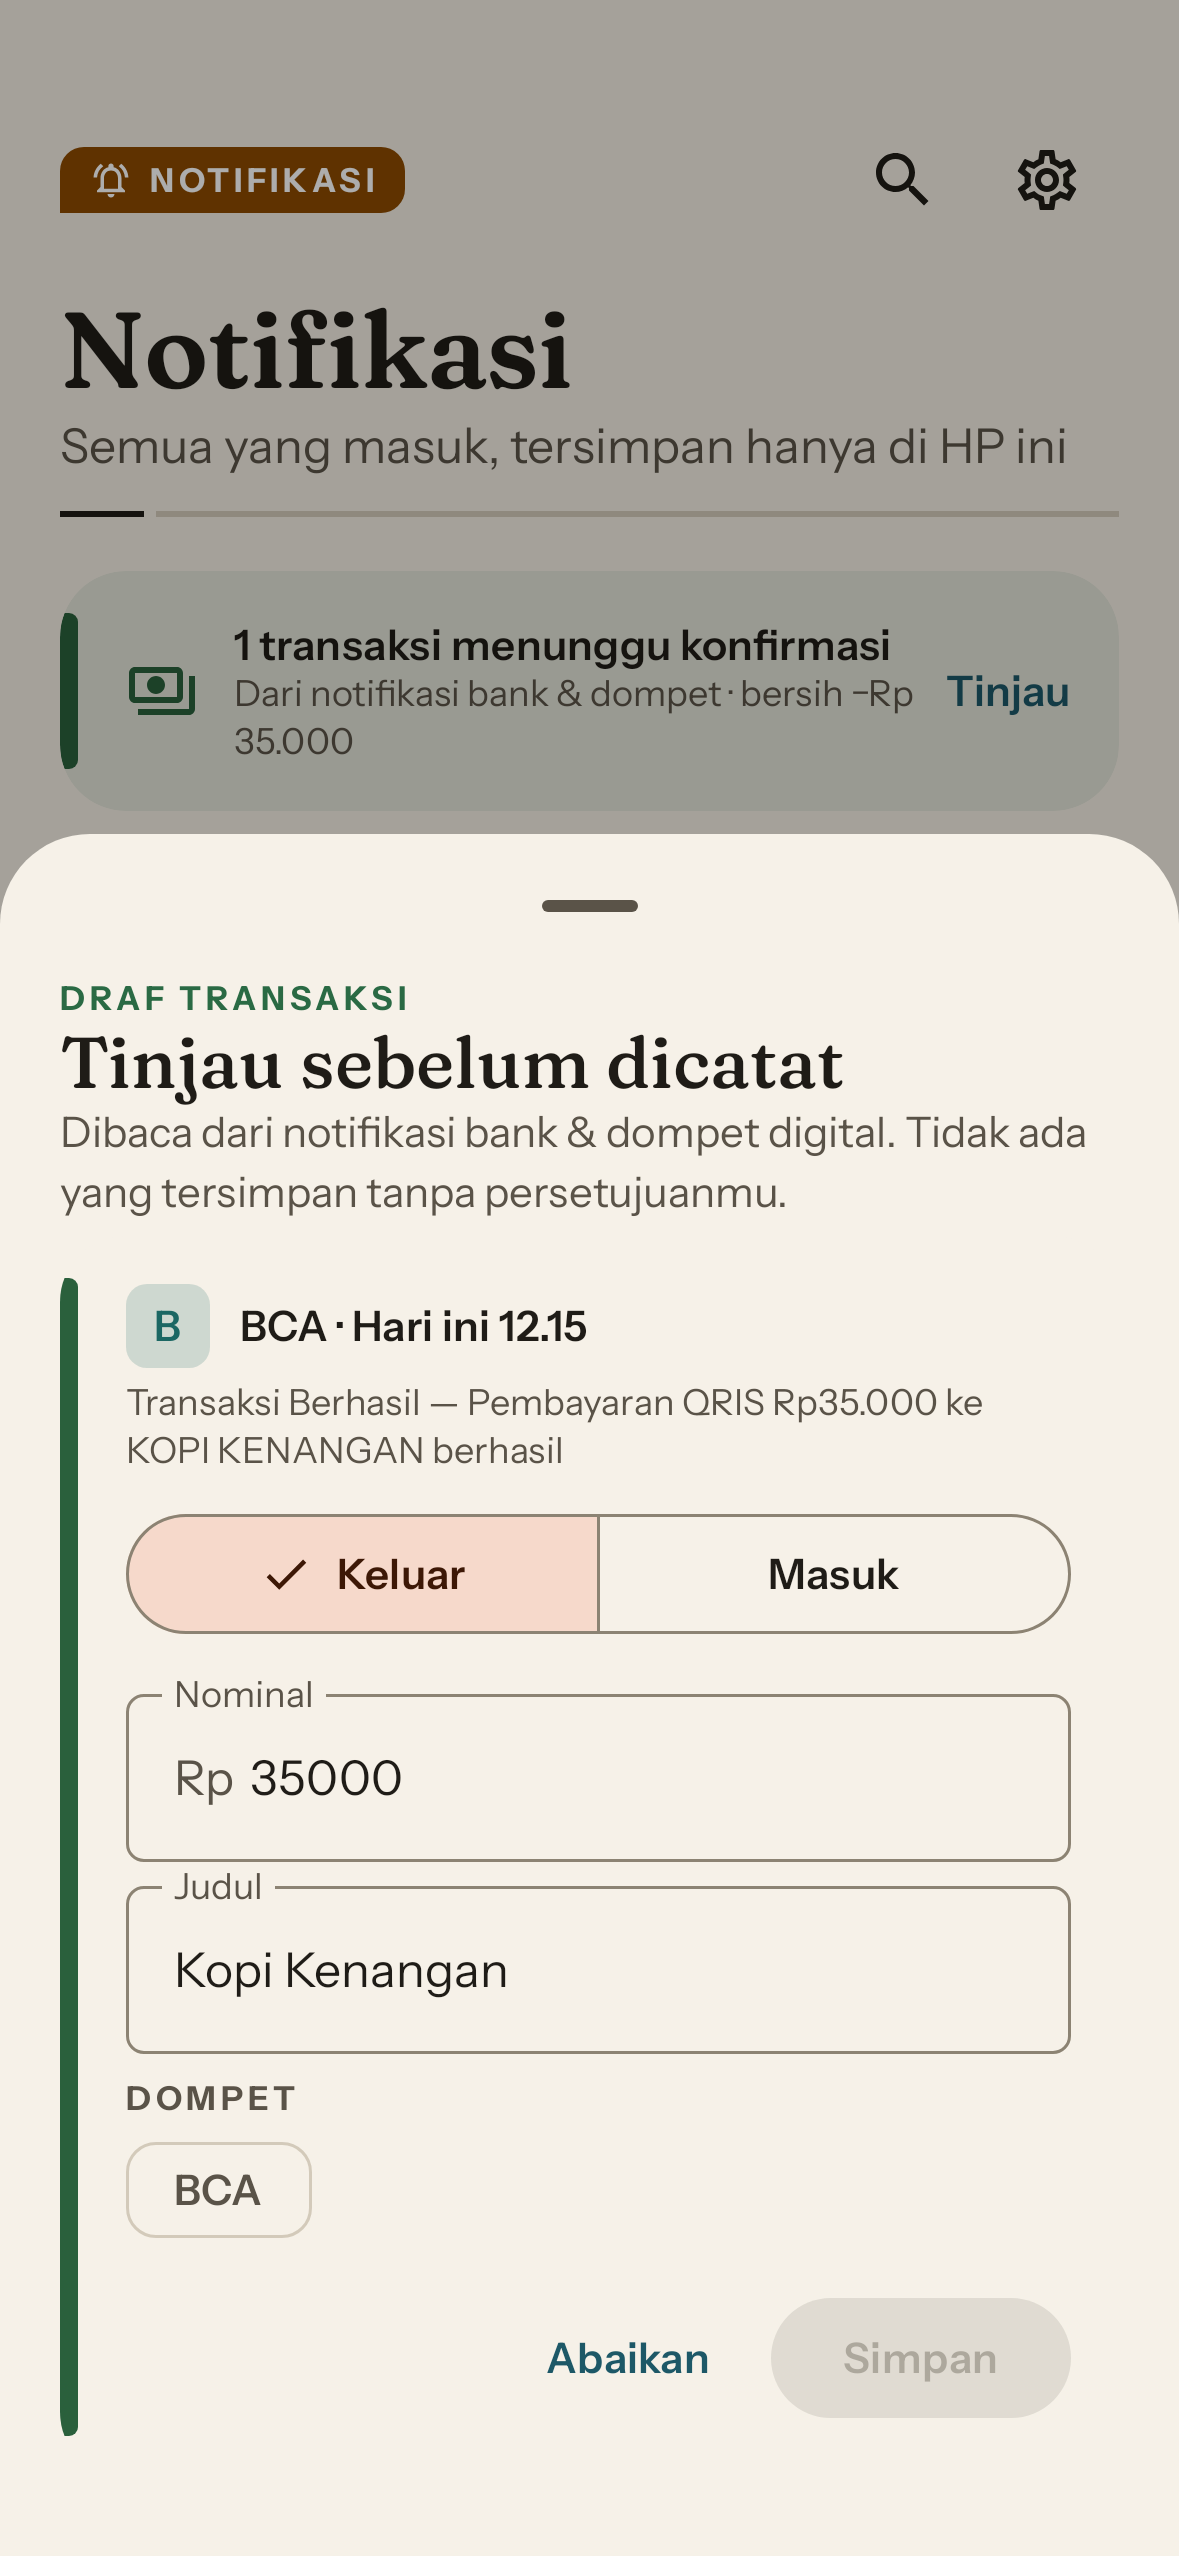 NOTIFIKASI
Notifikasi
Semua yang masuk, tersimpan hanya di HP ini
1 transaksi menunggu konfirmasi
Dari notifikasi bank & dompet · bersih −Rp
35.000
Tinjau
DRAF TRANSAKSI
Tinjau sebelum dicatat
Dibaca dari notifikasi bank & dompet digital. Tidak ada
yang tersimpan tanpa persetujuanmu.
B
BCA · Hari ini 12.15
Transaksi Berhasil — Pembayaran QRIS Rp35.000 ke
KOPI KENANGAN berhasil
Keluar
Masuk
Nominal
Rp 35000
Judul
Kopi Kenangan
DOMPET
BCA
Abaikan
Simpan